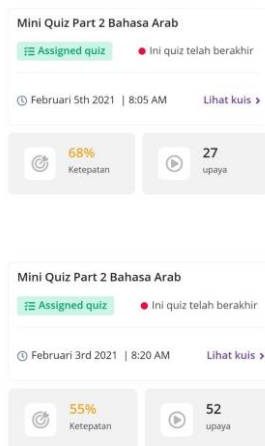 Mini Quiz Part 2 Bahasa Arab
Assigned quiz Ini quiz telah berakhir
Februari 5th 2021 | 8:05 AM Lihat kuis >
68% 27
Ketepatan upaya
Mini Quiz Part 2 Bahasa Arab
Assigned quiz Ini quiz telah berakhir
Februari 3rd 2021 | 8:20 AM Lihat kuis >
55% 52
Ketepatan upaya